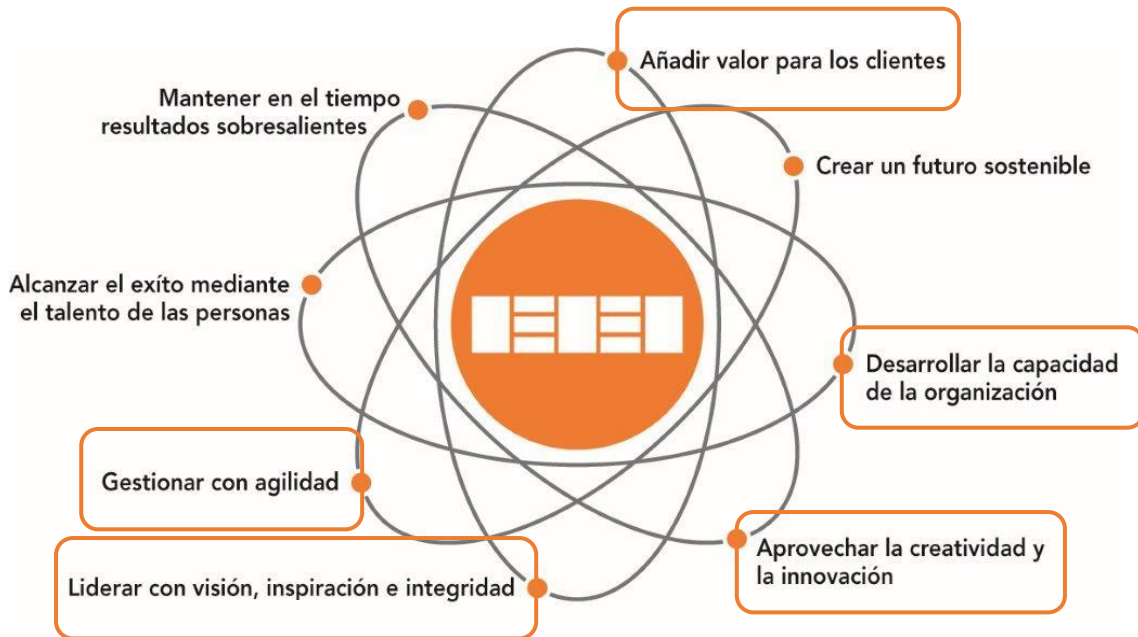 Añadir valor para los clientes
Mantener en el tiempo
resultados sobresalientes
Crear un futuro sostenible
Alcanzar el exíto mediante
el talento de las personas
Desarrollar la capacidad
de la organización
Gestionar con agilidad
Aprovechar la creatividad y
la innovación
Liderar con visión, inspiración e integridad